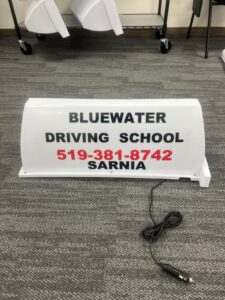 BLUEWATER
DRIVING SCHOOL
519-381-8742
SARNIA